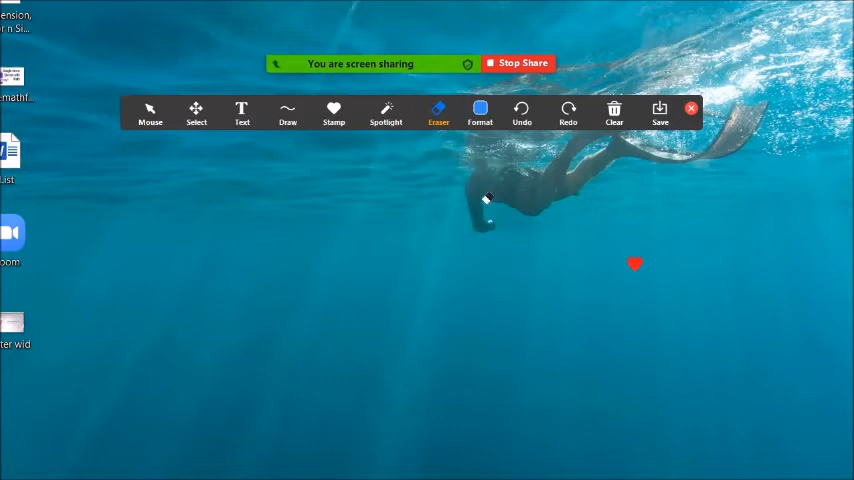 ension,
r n Si...
You are screen sharing
Stop Share
Mouse Select Text Draw Stamp Spotlight Eraser Format Undo Redo Clear Save
emathf...
List
oom
ter wid